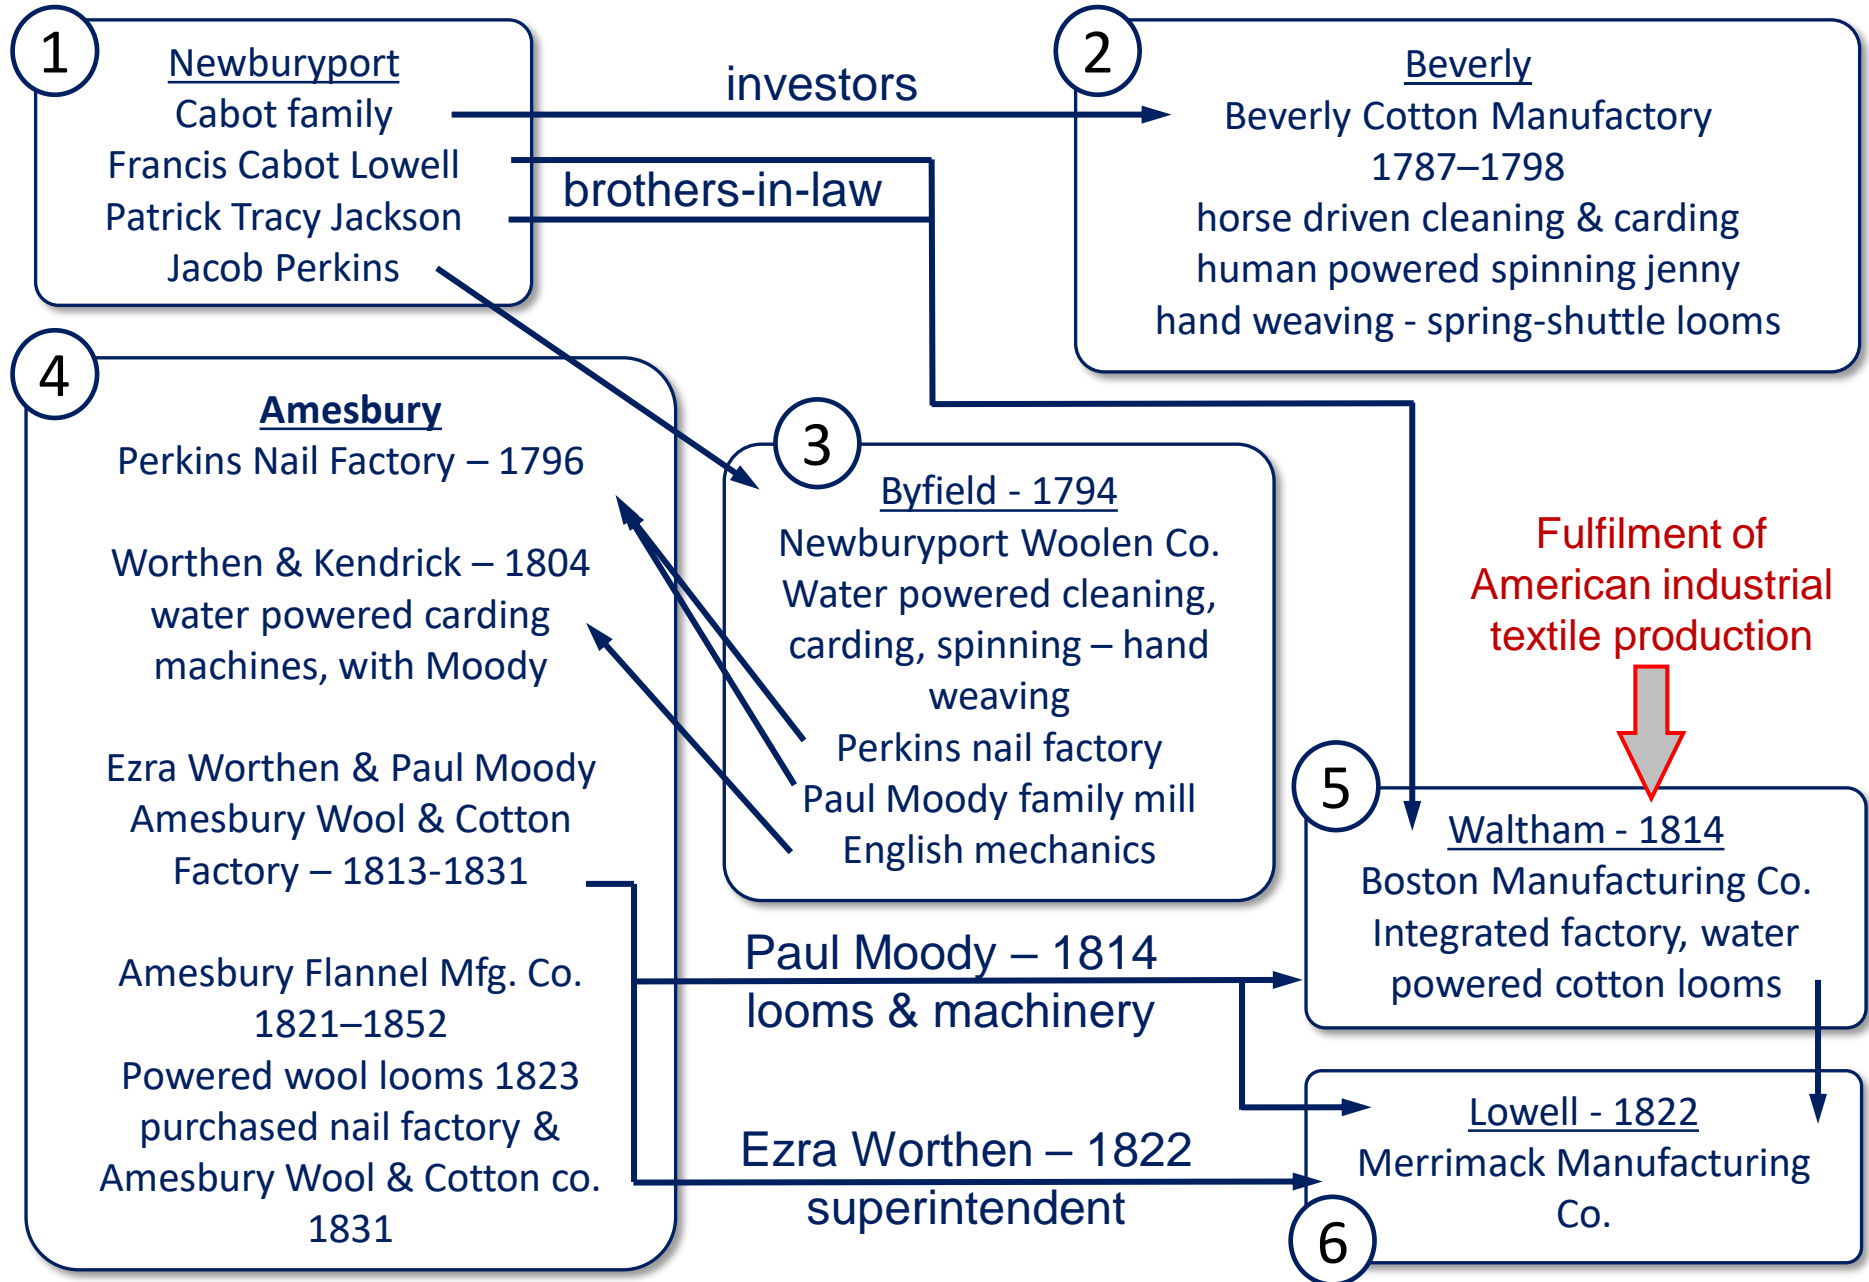 1
Newburyport
Cabot family
Francis Cabot Lowell
Patrick Tracy Jackson
Jacob Perkins
investors
brothers-in-law
2
Beverly
Beverly Cotton Manufactory
1787–1798
horse driven cleaning & carding
human powered spinning jenny
hand weaving - spring-shuttle looms
3
Byfield - 1794
Newburyport Woolen Co.
Water powered cleaning,
carding, spinning – hand
weaving
Perkins nail factory
Paul Moody family mill
English mechanics
4
Amesbury
Perkins Nail Factory – 1796
Worthen & Kendrick – 1804
water powered carding
machines, with Moody
Ezra Worthen & Paul Moody
Amesbury Wool & Cotton
Factory – 1813-1831
Amesbury Flannel Mfg. Co.
1821–1852
Powered wool looms 1823
purchased nail factory &
Amesbury Wool & Cotton co.
1831
Paul Moody – 1814
looms & machinery
Ezra Worthen – 1822
superintendent
Fulfilment of
American industrial
textile production
5
Waltham - 1814
Boston Manufacturing Co.
Integrated factory, water
powered cotton looms
6
Lowell - 1822
Merrimack Manufacturing
Co.